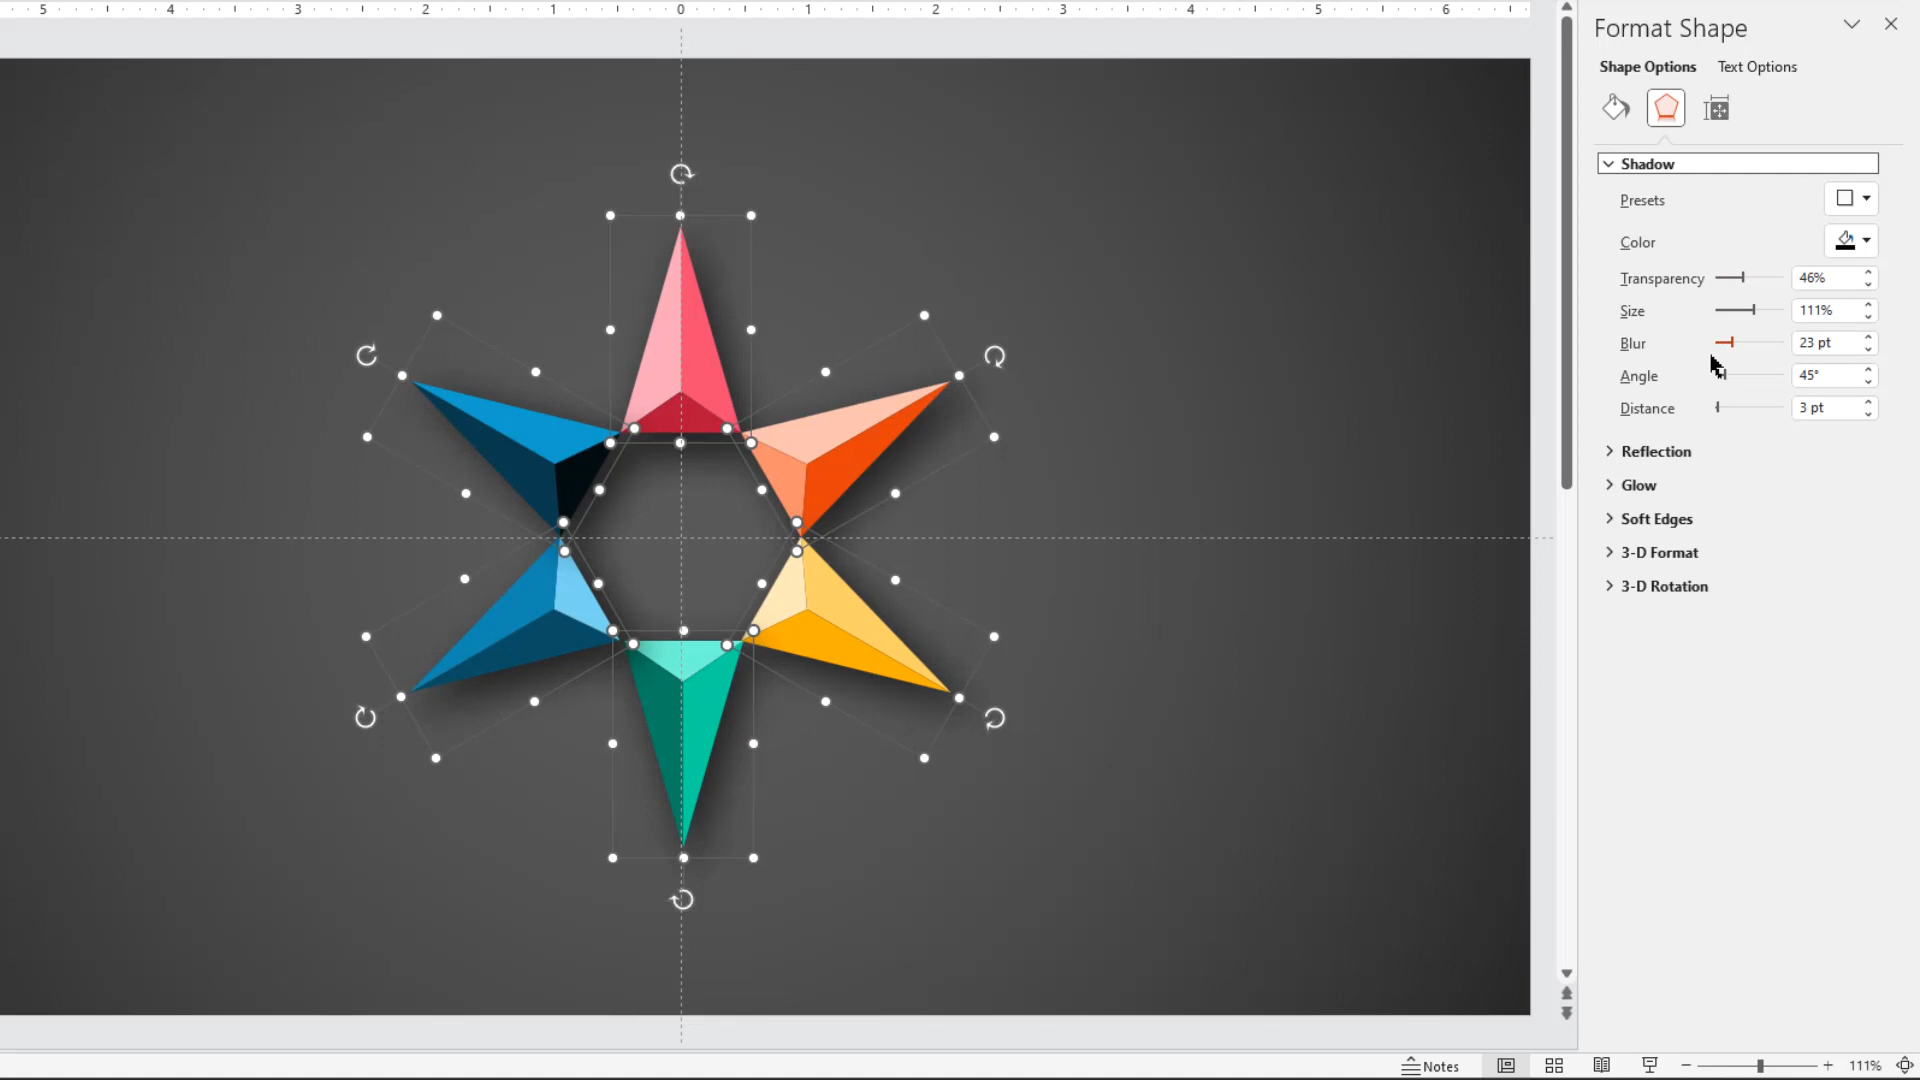 5 4 3 2 1 0 1 2 3 4 5 6
Format Shape
Shape Options Text Options
Shadow
Presets
Color
Transparency 46%
Size 111%
Blur 23 pt
Angle 45°
Distance 3 pt
Reflection
Glow
Soft Edges
3-D Format
3-D Rotation
Notes 111%